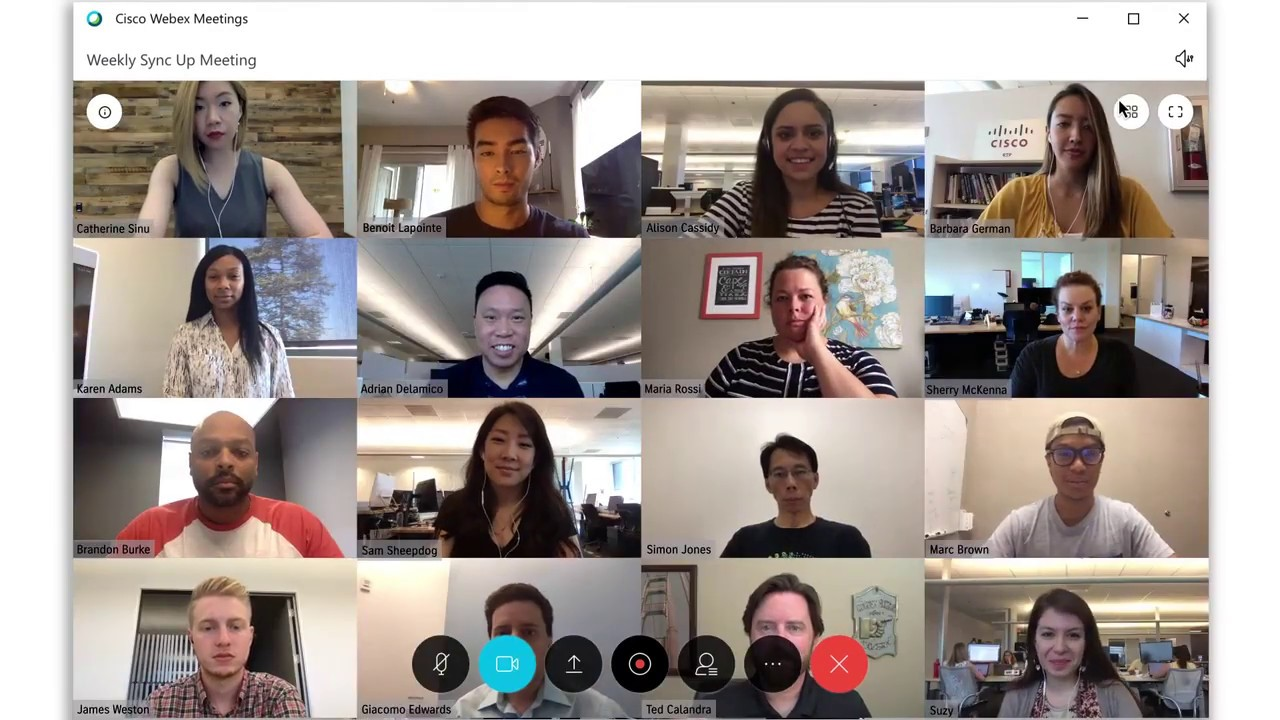 Cisco Webex Meetings
Weekly Sync Up Meeting
CISCO
RTP
Catherine Sinu
Benoit Lapointe
Alison Cassidy
Barbara German
Karen Adams
Adrian Delamico
Maria Rossi
Sherry McKenna
Brandon Burke
Sam Sheepdog
Simon Jones
Marc Brown
James Weston
Giacomo Edwards
Ted Calandra
Suzy